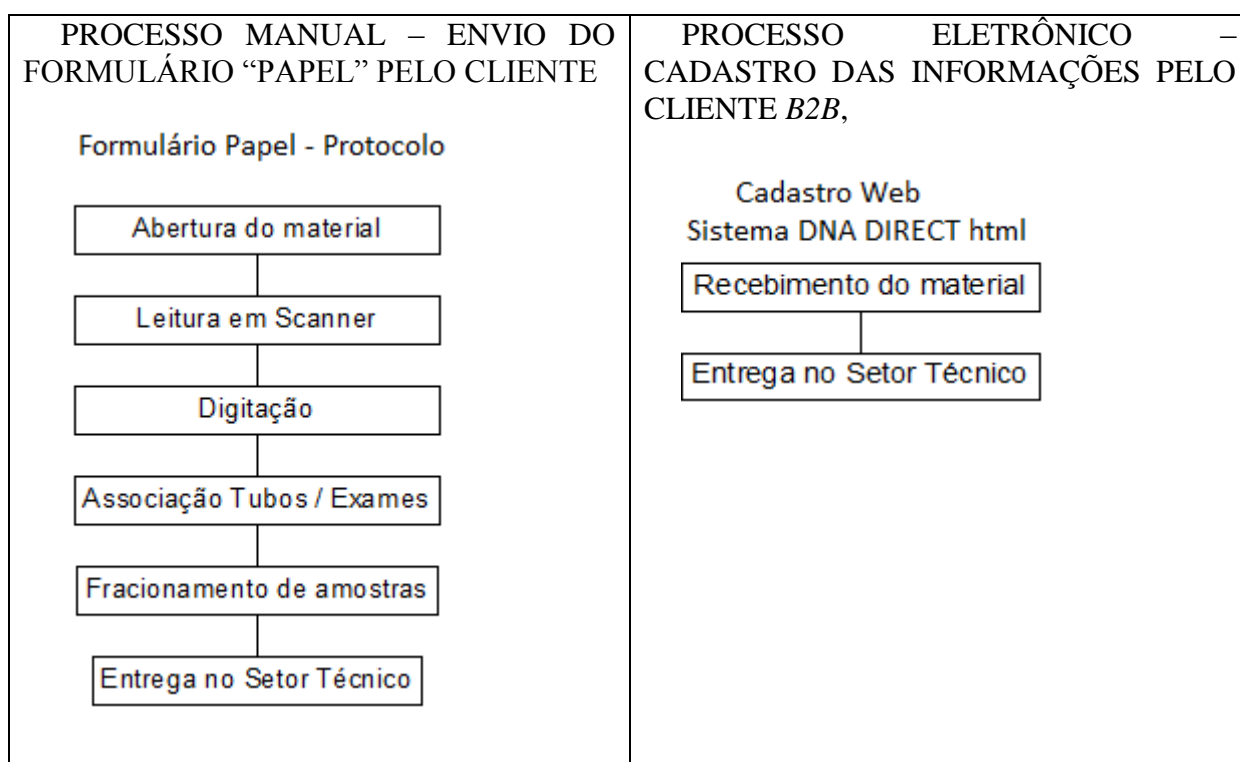 PROCESSO MANUAL – ENVIO DO
FORMULÁRIO “PAPEL” PELO CLIENTE
Formulário Papel - Protocolo
Abertura do material
Leitura em Scanner
Digitação
Associação Tubos / Exames
Fracionamento de amostras
Entrega no Setor Técnico
PROCESSO ELETRÔNICO –
CADASTRO DAS INFORMAÇÕES PELO
CLIENTE B2B,
Cadastro Web
Sistema DNA DIRECT html
Recebimento do material
Entrega no Setor Técnico